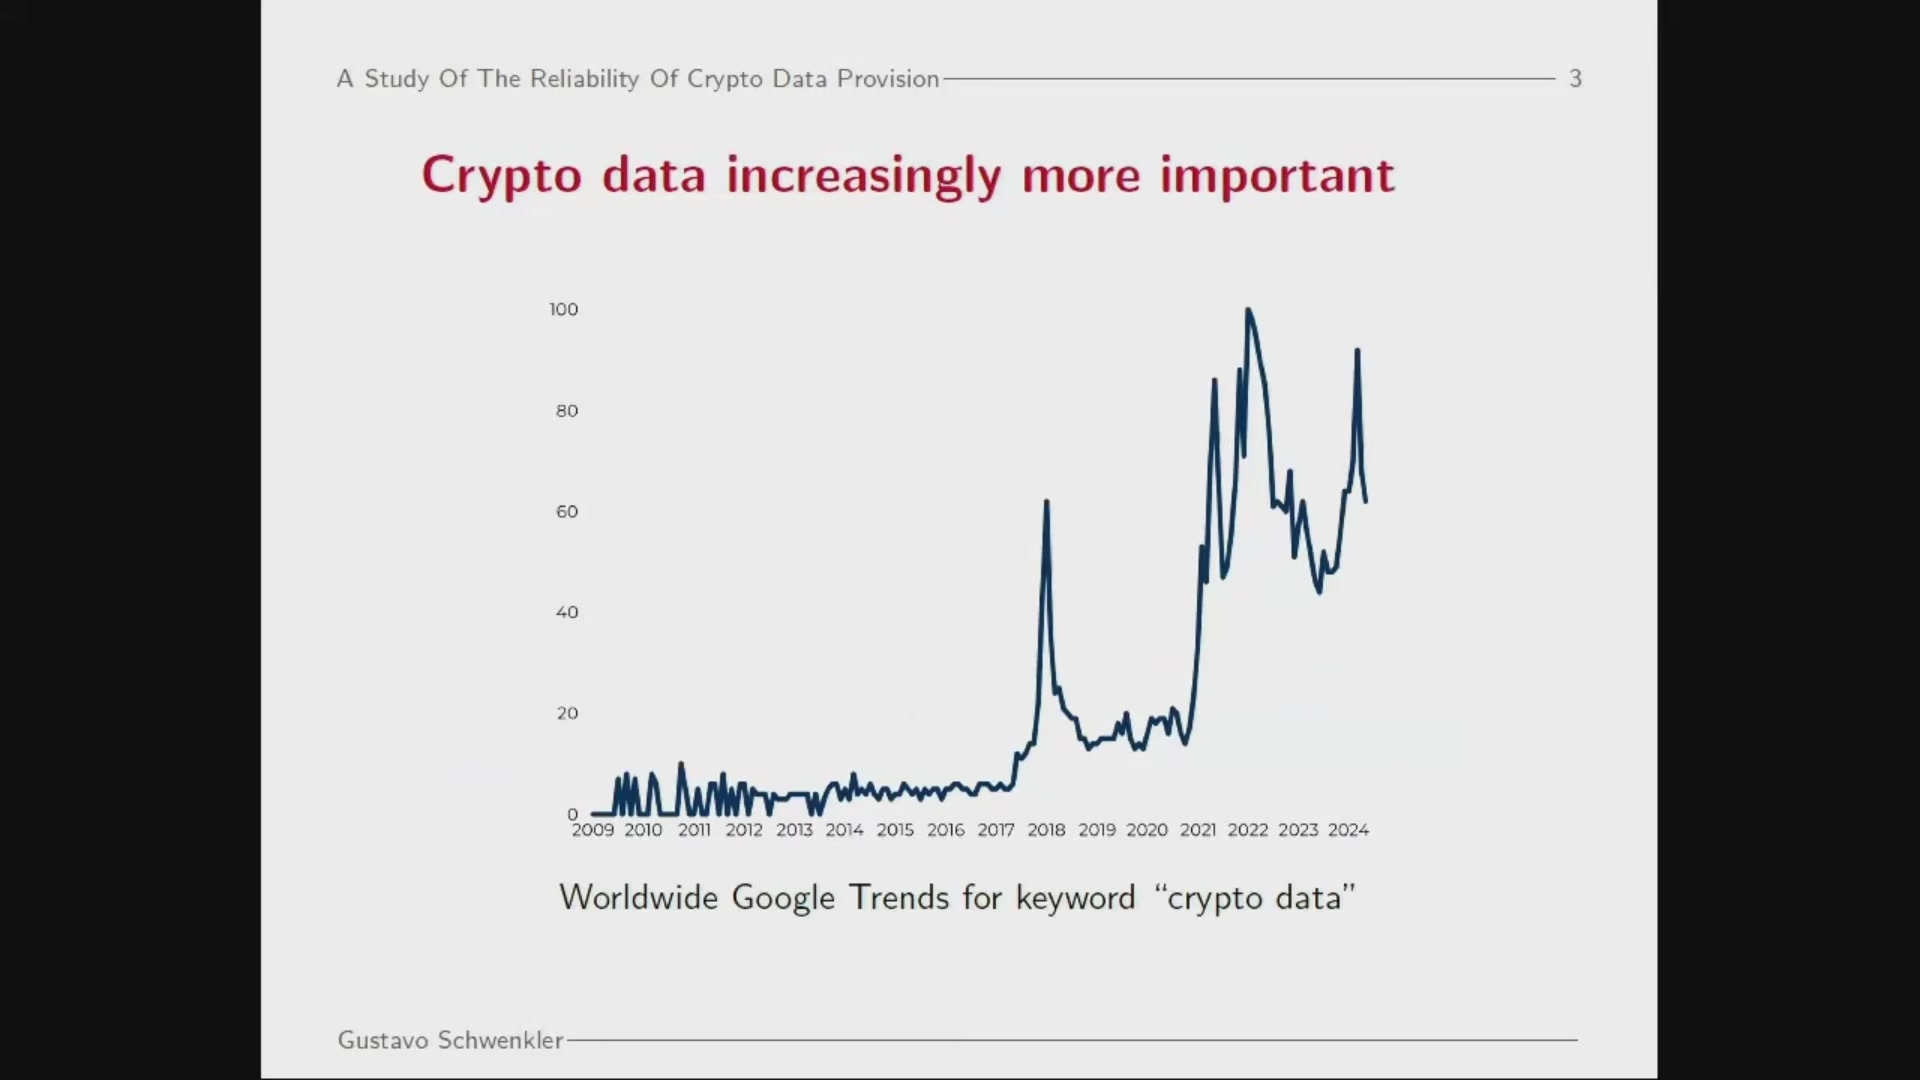 A Study Of The Reliability Of Crypto Data Provision 3
Crypto data increasingly more important
100
80
60
40
20
0
2009 2010 2011 2012 2013 2014 2015 2016 2017 2018 2019 2020 2021 2022 2023 2024
Worldwide Google Trends for keyword “crypto data”
Gustavo Schwenkler